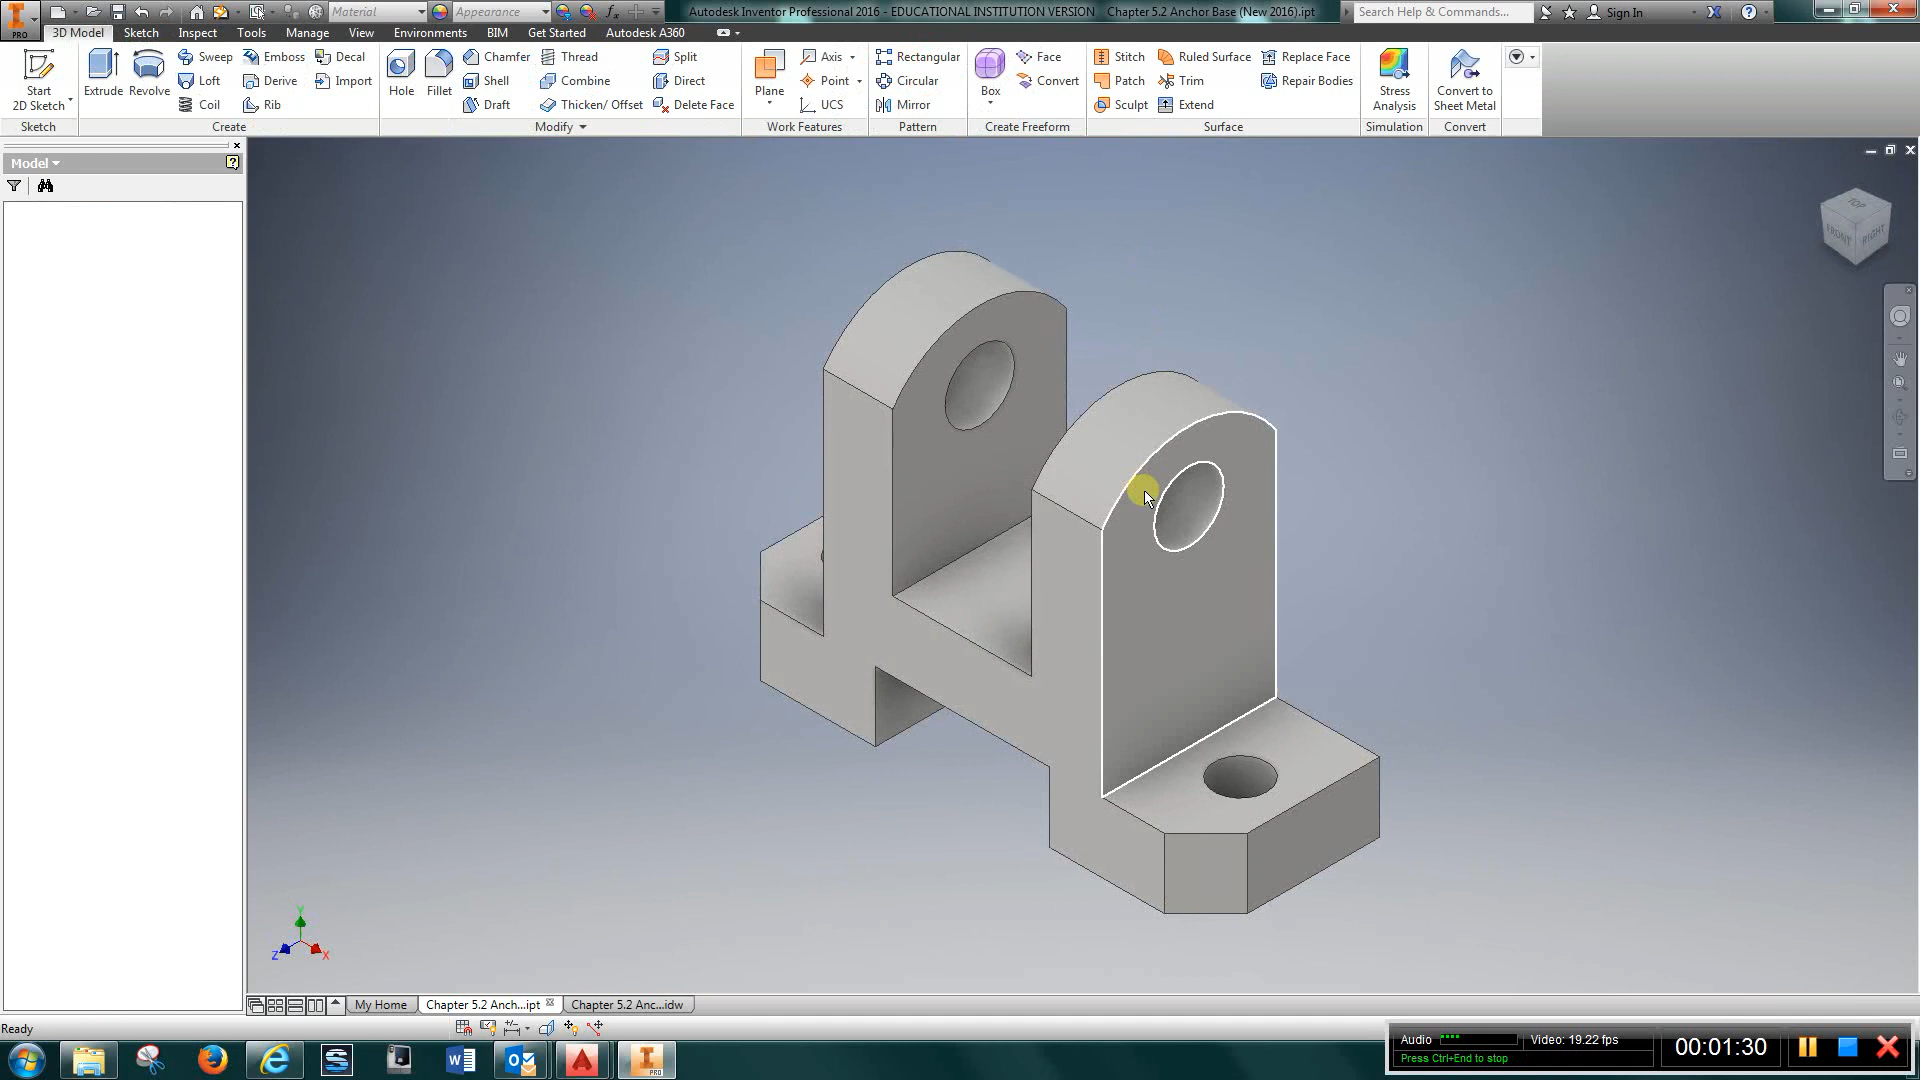 Material
Appearance
Autodesk Inventor Professional 2016 - EDUCATIONAL INSTITUTION VERSION   Chapter 5.2 Anchor Base (New 2016).ipt
Search Help & Commands...
Sign In
PRO
3D Model
Sketch
Inspect
Tools
Manage
View
Environments
BIM
Get Started
Autodesk A360
Start
2D Sketch
Extrude
Revolve
Sweep
Loft
Coil
Emboss
Derive
Rib
Decal
Import
Hole
Fillet
Chamfer
Shell
Draft
Thread
Combine
Thicken/ Offset
Split
Direct
Delete Face
Plane
Axis
Point
UCS
Rectangular
Circular
Mirror
Box
Face
Convert
Stitch
Patch
Sculpt
Ruled Surface
Trim
Extend
Replace Face
Repair Bodies
Stress
Analysis
Convert to
Sheet Metal
Sketch
Create
Modify
Work Features
Pattern
Create Freeform
Surface
Simulation
Convert
Model
TOP
FRONT
RIGHT
Y
Z
X
My Home
Chapter 5.2 Anch...ipt
Chapter 5.2 Anc...idw
Ready
Audio
Video: 19.22 fps
Press Ctrl+End to stop
00:01:30